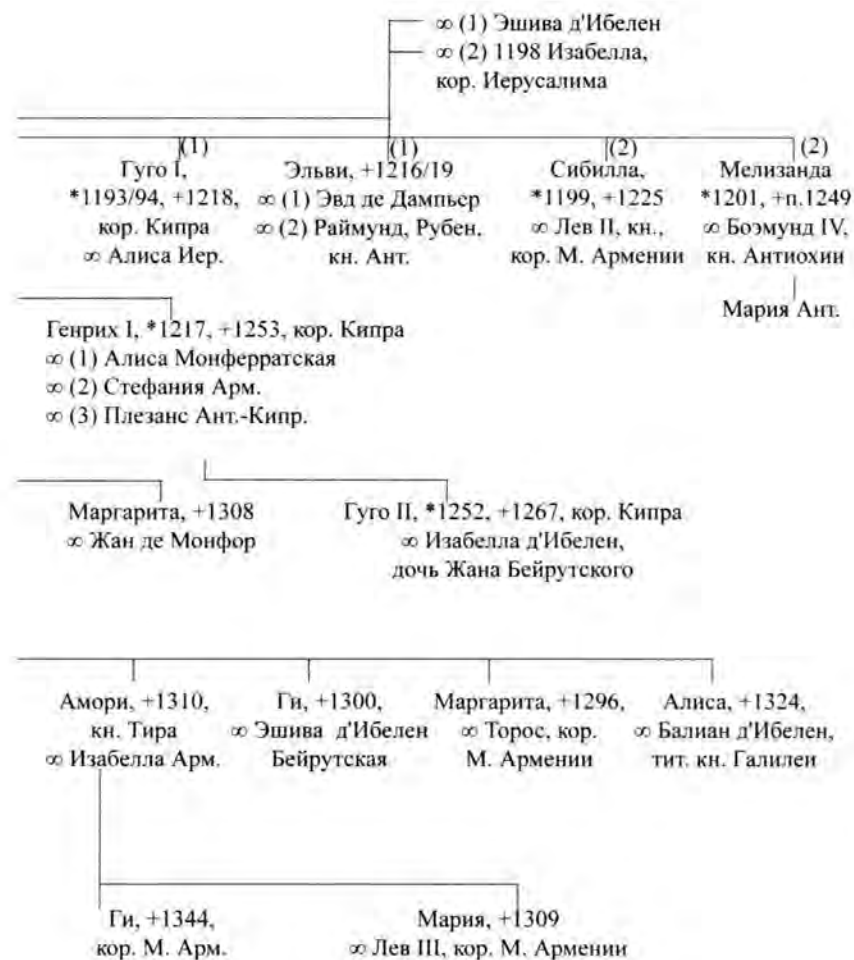 ∞ (1) Эшива д'Ибелен
∞ (2) 1198 Изабелла,
кор. Иерусалима
(1)
Гуго I,
*1193/94, +1218,
кор. Кипра
∞ Алиса Иер.
(1)
Эльви, +1216/19
∞ (1) Эвд де Дампьер
∞ (2) Раймунд, Рубен,
кн. Ант.
(2)
Сибилла,
*1199, +1225
∞ Лев II, кн.,
кор. М. Армении
(2)
Мелизанда
*1201, +п.1249
∞ Боэмунд IV,
кн. Антиохии
Мария Ант.
Генрих I, *1217, +1253, кор. Кипра
∞ (1) Алиса Монферратская
∞ (2) Стефания Арм.
∞ (3) Плезанс Ант.-Кипр.
Маргарита, +1308
∞ Жан де Монфор
Гуго II, *1252, +1267, кор. Кипра
∞ Изабелла д'Ибелен,
дочь Жана Бейрутского
Амори, +1310,
кн. Тира
∞ Изабелла Арм.
Ги, +1300,
∞ Эшива д'Ибелен
Бейрутская
Маргарита, +1296,
∞ Торос, кор.
М. Армении
Алиса, +1324,
∞ Балиан д'Ибелен,
тит. кн. Галилеи
Ги, +1344,
кор. М. Арм.
Мария, +1309
∞ Лев III, кор. М. Армении